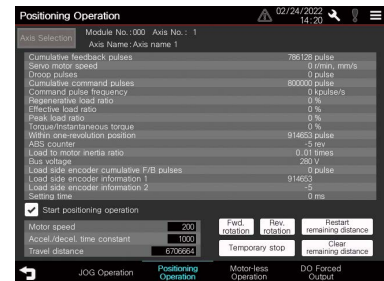 Positioning Operation
02/24/2022
14:20
Axis Selection
Module No.:000 Axis No.: 1
Axis Name:Axis name 1
Cumulative feedback pulses 786128 pulse
Servo motor speed 0 r/min, mm/s
Droop pulses 0 pulse
Cumulative command pulses 800000 pulse
Command pulse frequency 0 kpulse/s
Regenerative load ratio 0 %
Effective load ratio 0 %
Peak load ratio 0 %
Torque/Instantaneous torque 0 %
Within one-revolution position 914653 pulse
ABS counter -5 rev
Load to motor inertia ratio 0.01 times
Bus voltage 280 V
Load side encoder cumulative F/B pulses 0 pulse
Load side encoder information 1 914653
Load side encoder information 2 -5
Setting time 0 ms
Start positioning operation
Motor speed 200
Accel./decel. time constant 1000
Travel distance 6706664
Fwd. rotation
Rev. rotation
Restart remaining distance
Temporary stop
Clear remaining distance
JOG Operation
Positioning Operation
Motor-less Operation
DO Forced Output